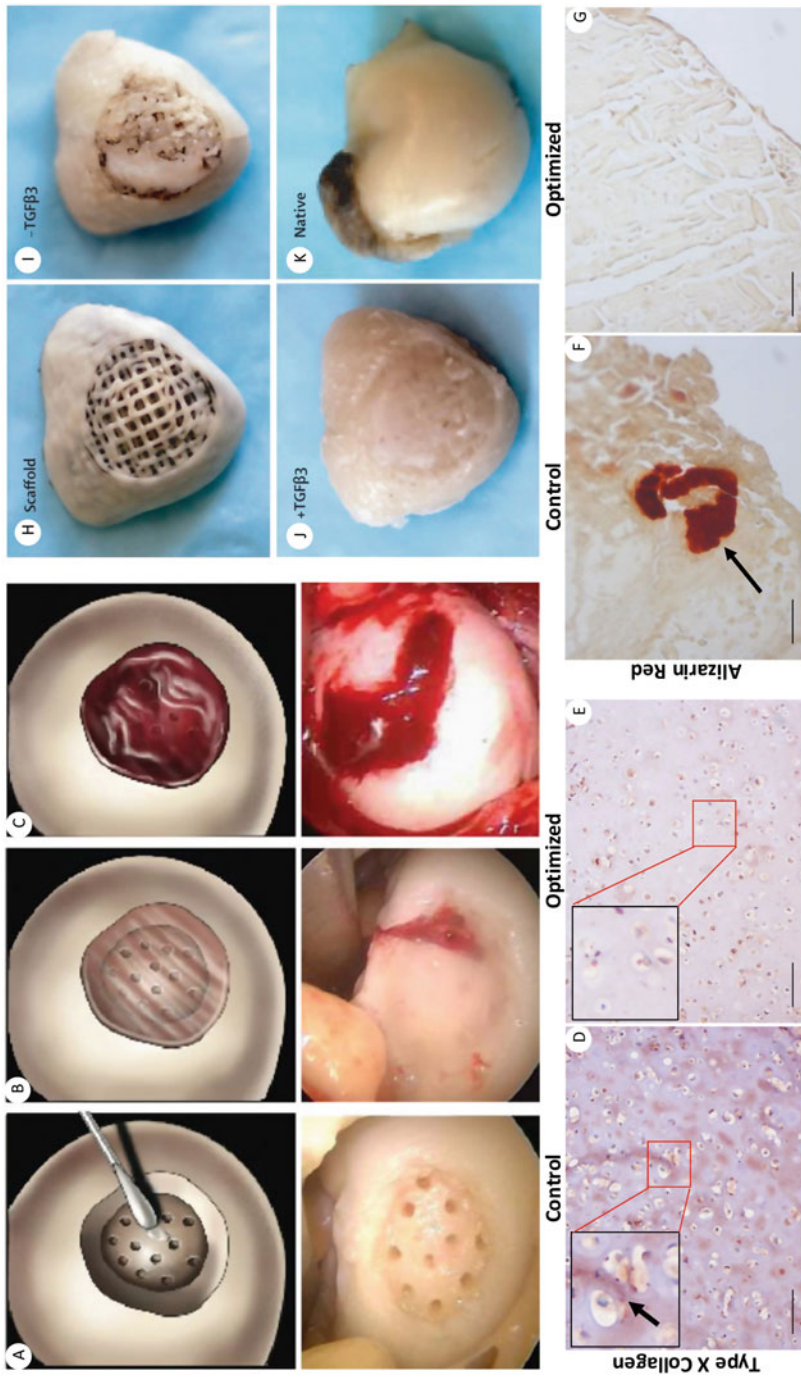 A
B
C
H Scaffold
I -TGFβ3
J +TGFβ3
K Native
Control
Optimized
Type X Collagen
D
E
Control
Optimized
Alizarin Red
F
G